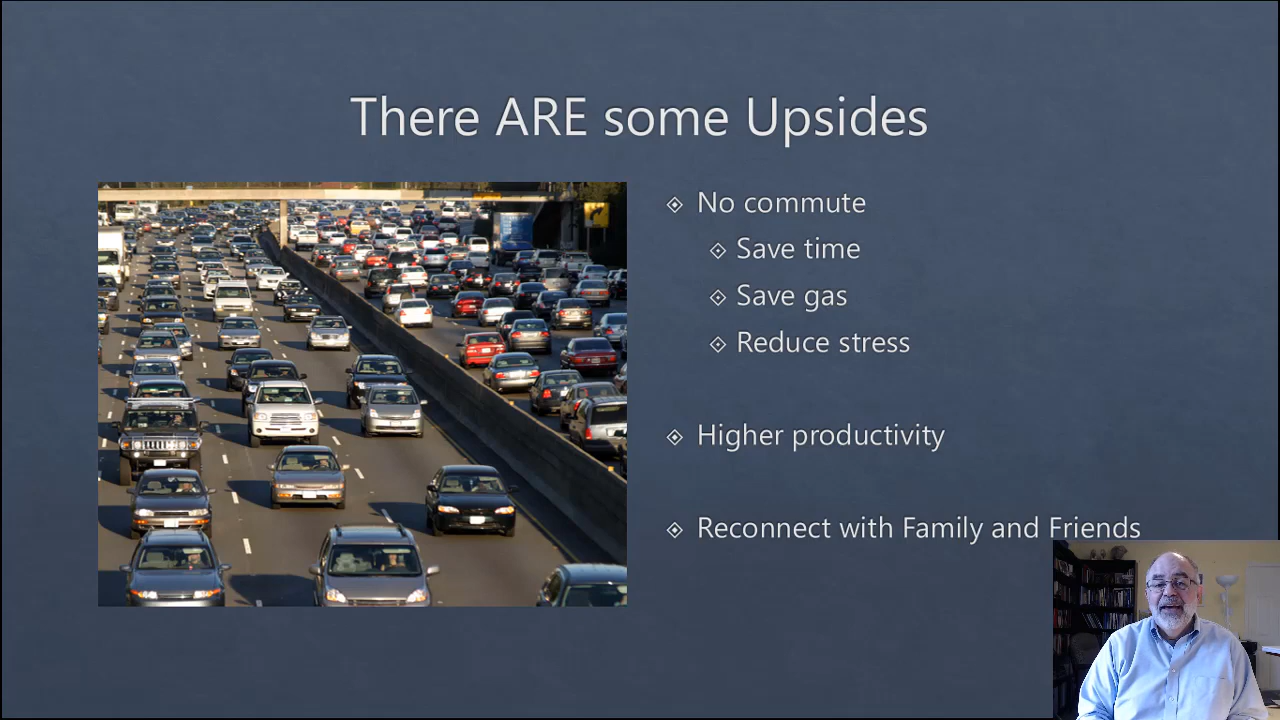 There ARE some Upsides
No commute
Save time
Save gas
Reduce stress
Higher productivity
Reconnect with Family and Friends